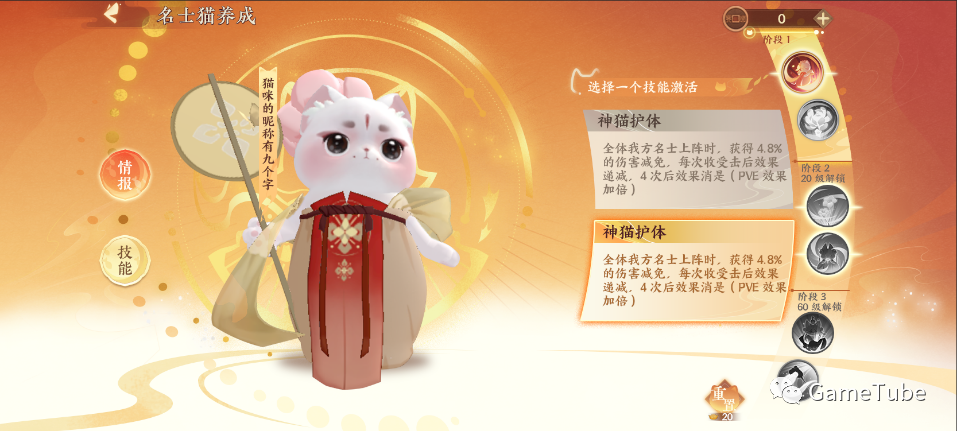 名士猫养成
0
阶段 1
猫咪的昵称有九个字
情报
技能
选择一个技能激活
神猫护体
全体我方名士上阵时，获得 4.8%
的伤害减免，每次收受击后效果
递减，4 次后效果消是（PVE 效果
加倍）
神猫护体
全体我方名士上阵时，获得 4.8%
的伤害减免，每次收受击后效果
递减，4 次后效果消是（PVE 效果
加倍）
阶段 2
20 级解锁
阶段 3
60 级解锁
重置
20
GameTube